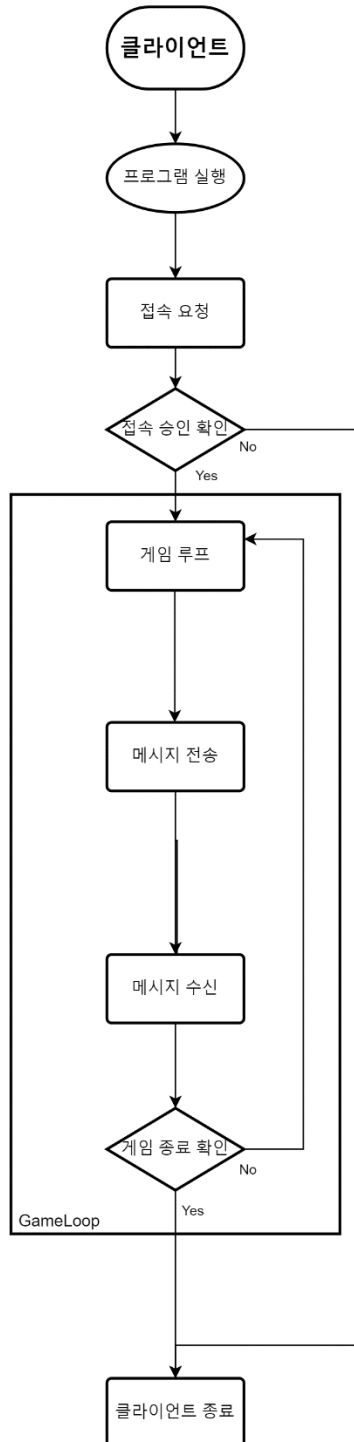 클라이언트
프로그램 실행
접속 요청
접속 승인 확인
No
Yes
게임 루프
메시지 전송
메시지 수신
게임 종료 확인
No
Yes
GameLoop
클라이언트 종료